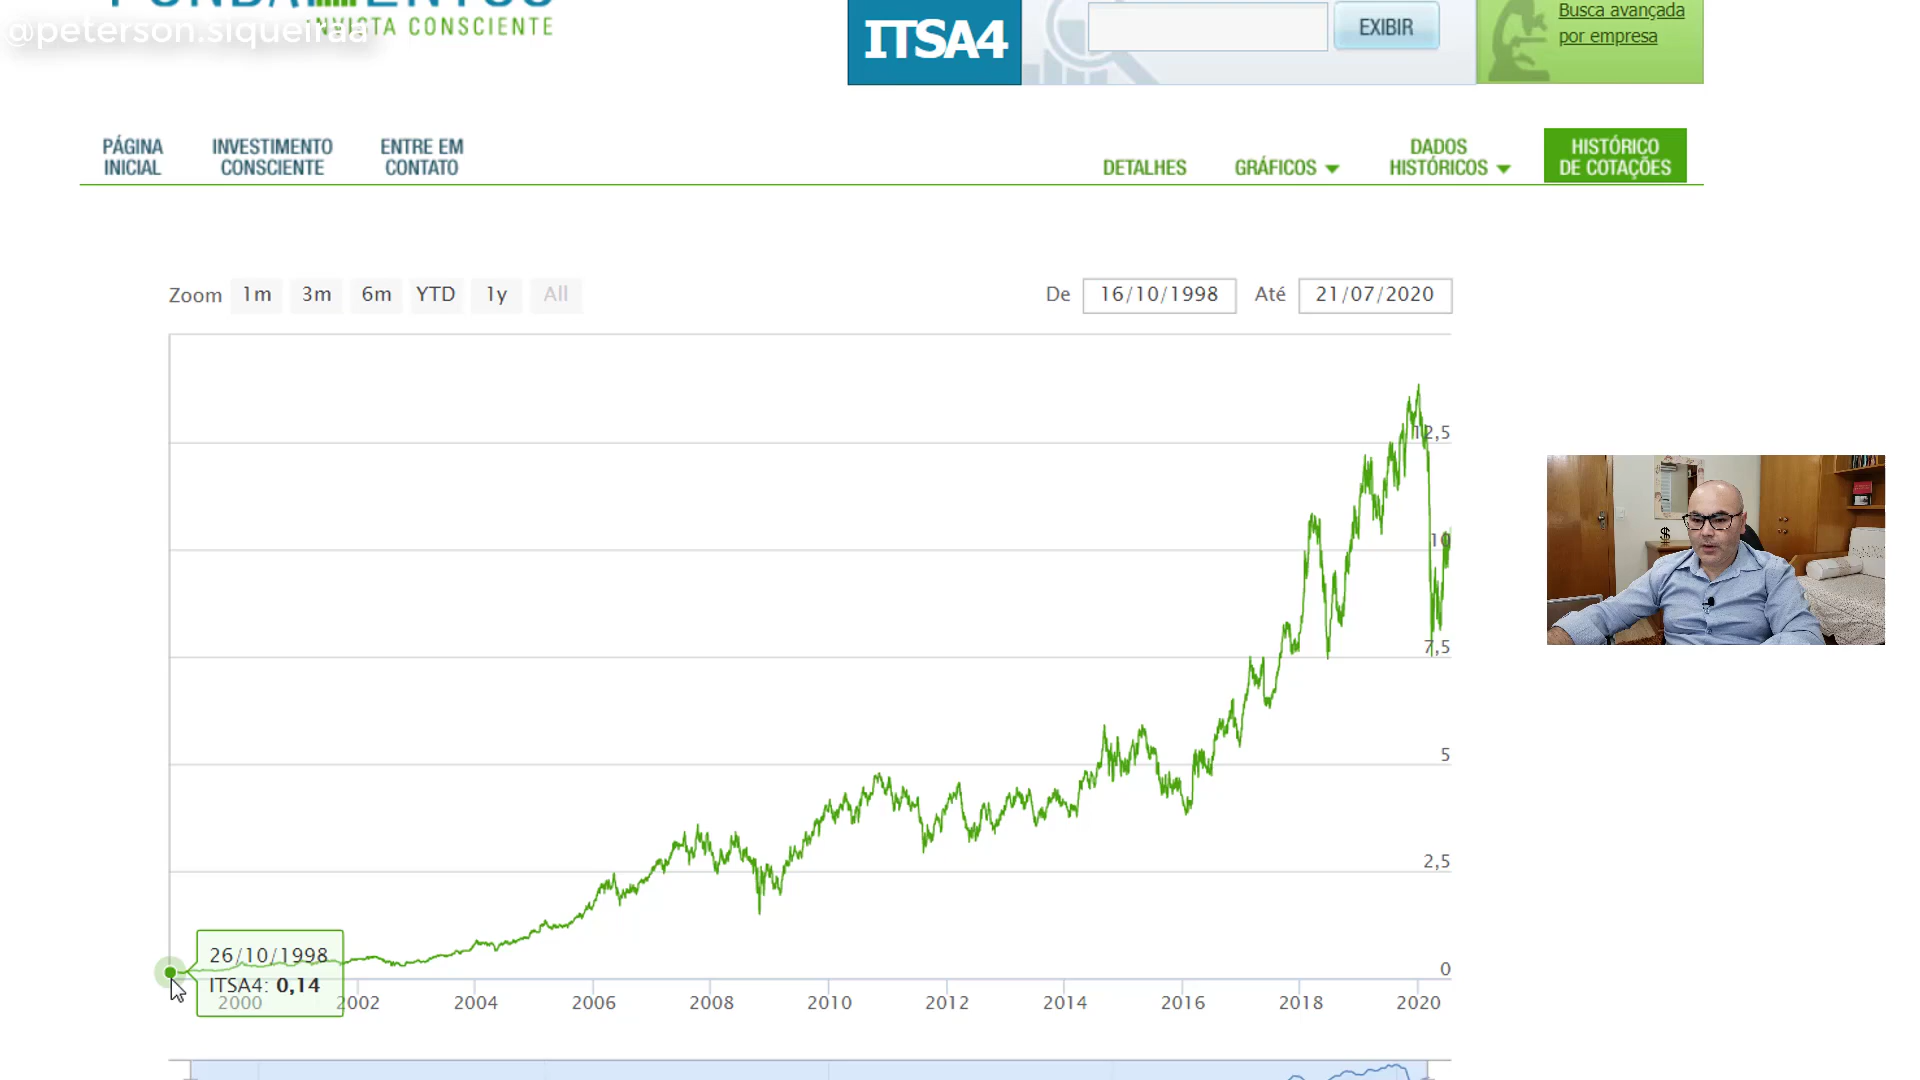 FUNDAMENTOS
INVISTA CONSCIENTE
@peterson.siqueiraa
ITSA4
EXIBIR
Busca avançada
por empresa
PÁGINA
INICIAL
INVESTIMENTO
CONSCIENTE
ENTRE EM
CONTATO
DETALHES
GRÁFICOS
DADOS
HISTÓRICOS
HISTÓRICO
DE COTAÇÕES
Zoom 1m 3m 6m YTD 1y All
De 16/10/1998 Até 21/07/2020
12,5
10
7,5
5
2,5
0
26/10/1998
ITSA4: 0,14
2000 2002 2004 2006 2008 2010 2012 2014 2016 2018 2020
$